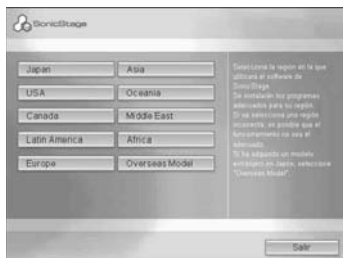 SonicStage
Japan
Asia
USA
Oceania
Canada
Middle East
Latin America
Africa
Europe
Overseas Model
Seleccione la región en la que
utilizará el software de
SonicStage.
Se instalarán los programas
adecuados para su región.
Si se selecciona una región
incorrecta, es posible que el
funcionamiento no sea el
adecuado.
Si ha adquirido un modelo
extranjero en Japón, seleccione
"Overseas Model".
Salir